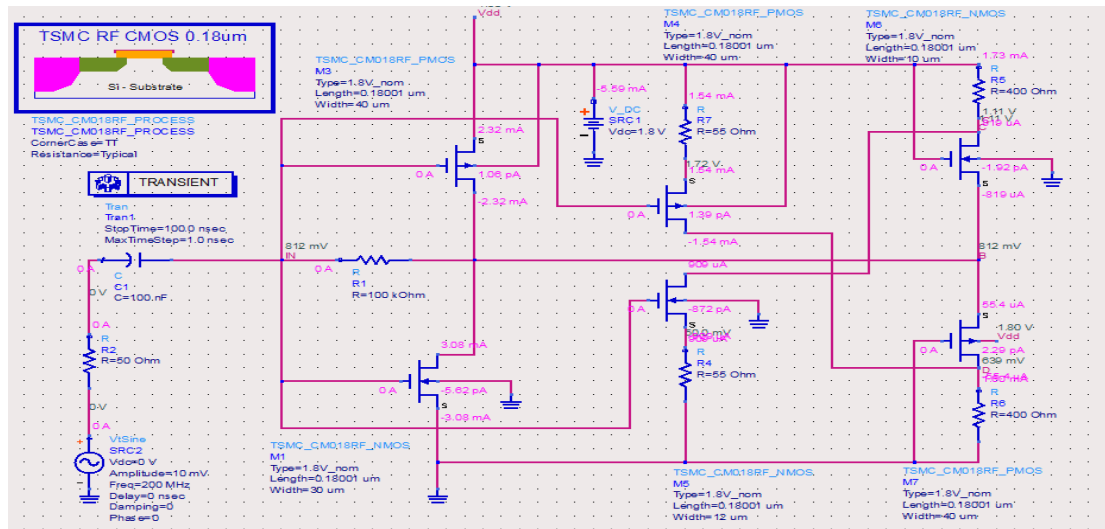 TSMC RF CMOS 0.18um
Si - Substrate
TSMC_CM018RF_PROCESS
TSMC_CM018RF_PROCESS
CornerCase=TT
Resistance=Typical
TRANSIENT
Tran
Tran1
StopTime=100.0 nsec
MaxTimeStep=1.0 nsec
0 A
C
C1
C=100.nF
0 V
0 A
R
R2
R=50 Ohm
0 V
0 A
VtSine
SRC2
Vdc=0 V
Amplitude=10 mV
Freq=200 MHz
Delay=0 nsec
Damping=0
Phase=0
Vdd
TSMC_CM018RF_PMOS
M3
Type=1.8V_nom
Length=0.18001 um
Width=40 um
2.32 mA
S
0 A
1.06 pA
-2.32 mA
812 mV
IN
0 A
R
R1
R=100 kOhm
3.08 mA
0 A
-5.62 pA
S
-3.08 mA
TSMC_CM018RF_NMOS
M1
Type=1.8V_nom
Length=0.18001 um
Width=30 um
-5.59 mA
V_DC
SRC1
Vdc=1.8 V
TSMC_CM018RF_PMOS
M4
Type=1.8V_nom
Length=0.18001 um
Width=40 um
1.54 mA
R
R7
R=55 Ohm
1.72 V
1.54 mA
S
0 A
1.39 pA
-1.54 mA
909 uA
0 A
-872 pA
S
R
R4
R=55 Ohm
TSMC_CM018RF_NMOS
M5
Type=1.8V_nom
Length=0.18001 um
Width=12 um
TSMC_CM018RF_NMOS
M6
Type=1.8V_nom
Length=0.18001 um
Width=10 um
1.73 mA
R
R5
R=400 Ohm
1.11 V
819 uA
0 A
-1.92 pA
S
-819 uA
812 mV
B
55.4 uA
S
1.80 V
Vdd
0 A
2.29 pA
639 mV
D
R
R6
R=400 Ohm
TSMC_CM018RF_PMOS
M7
Type=1.8V_nom
Length=0.18001 um
Width=40 um